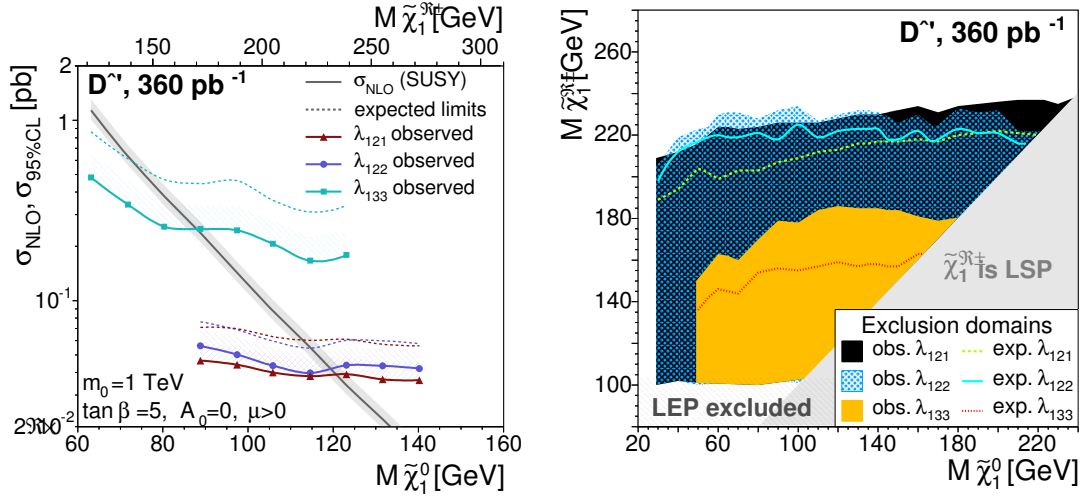 M χ̃₁^ℜ± [GeV]
150 200 250 300
D^', 360 pb ⁻¹
σ_NLO (SUSY)
expected limits
λ₁₂₁ observed
λ₁₂₂ observed
λ₁₃₃ observed
σ_NLO, σ_95%CL [pb]
2
1
10⁻¹
2ℜ×10⁻²
m₀=1 TeV
tan β=5, A₀=0, μ>0
60 80 100 120 140 160
M χ̃₁⁰ [GeV]
D^', 360 pb ⁻¹
M χ̃₁^ℜ± [GeV]
260
220
180
140
100
χ̃₁^ℜ± is LSP
LEP excluded
Exclusion domains
obs. λ₁₂₁ exp. λ₁₂₁
obs. λ₁₂₂ exp. λ₁₂₂
obs. λ₁₃₃ exp. λ₁₃₃
20 60 100 140 180 220
M χ̃₁⁰ [GeV]